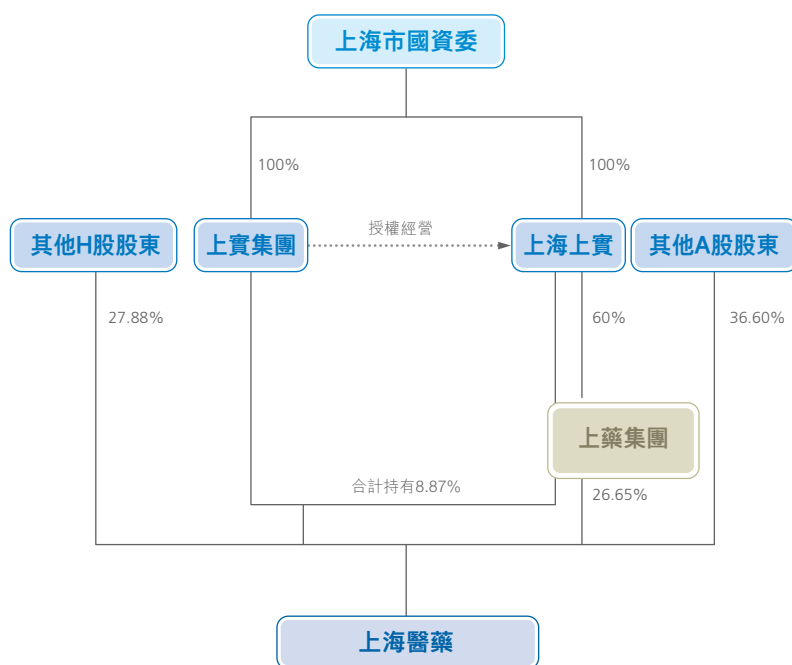 上海市國資委
100%
100%
其他H股股東
上實集團
授權經營
上海上實
其他A股股東
27.88%
60%
36.60%
上藥集團
合計持有8.87%
26.65%
上海醫藥